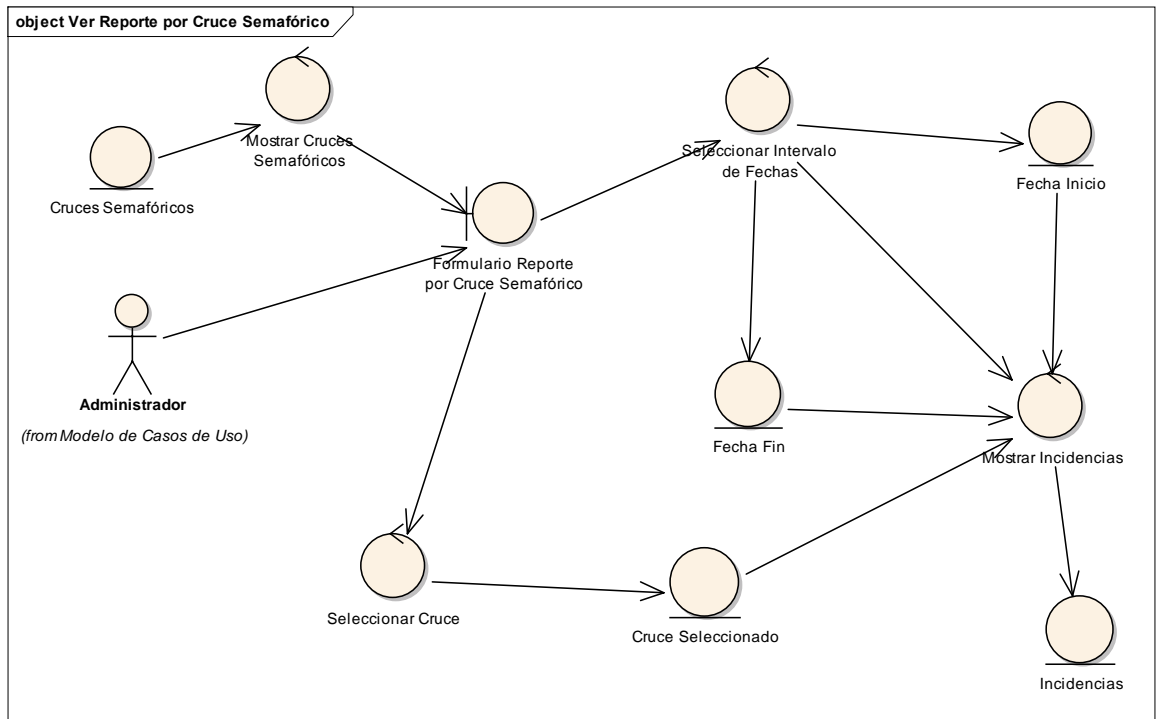 object Ver Reporte por Cruce Semafórico
Mostrar Cruces
Semafóricos
Cruces Semafóricos
Seleccionar Intervalo
de Fechas
Fecha Inicio
Formulario Reporte
por Cruce Semafórico
Administrador
(from Modelo de Casos de Uso)
Fecha Fin
Mostrar Incidencias
Seleccionar Cruce
Cruce Seleccionado
Incidencias